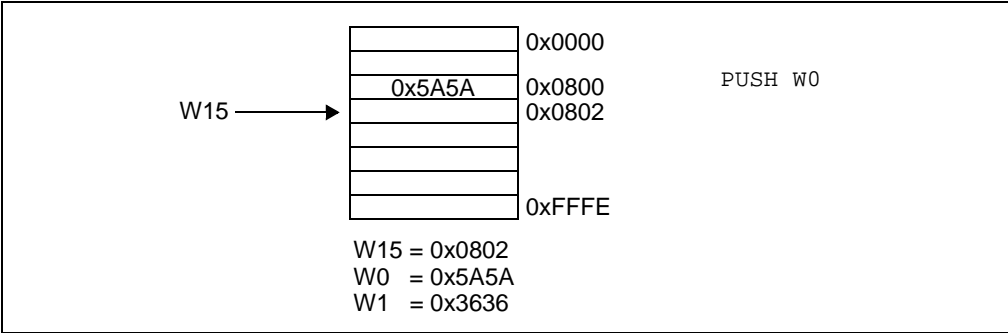 0x0000
0x5A5A 0x0800 PUSH W0
W15 0x0802
0xFFFE
W15 = 0x0802
W0 = 0x5A5A
W1 = 0x3636